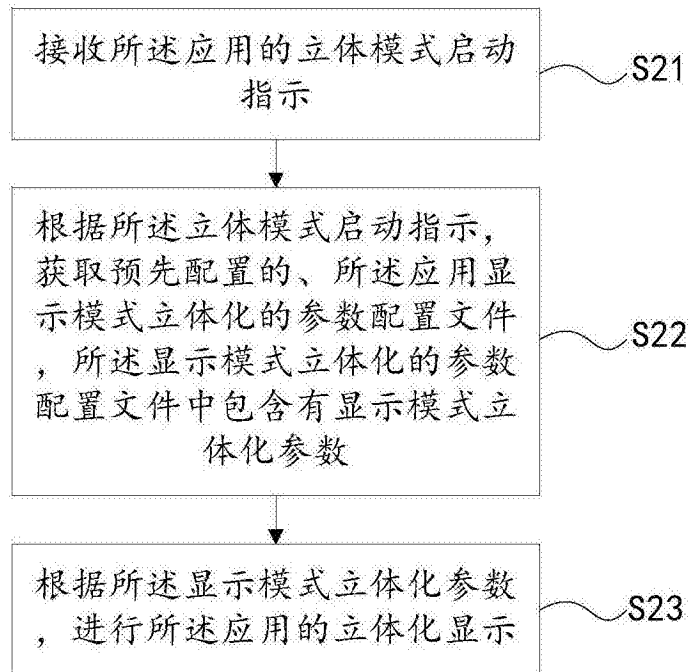 接收所述应用的立体模式启动
指示
S21
根据所述立体模式启动指示，
获取预先配置的、所述应用显
示模式立体化的参数配置文件
，所述显示模式立体化的参数
配置文件中包含有显示模式立
体化参数
S22
根据所述显示模式立体化参数
，进行所述应用的立体化显示
S23